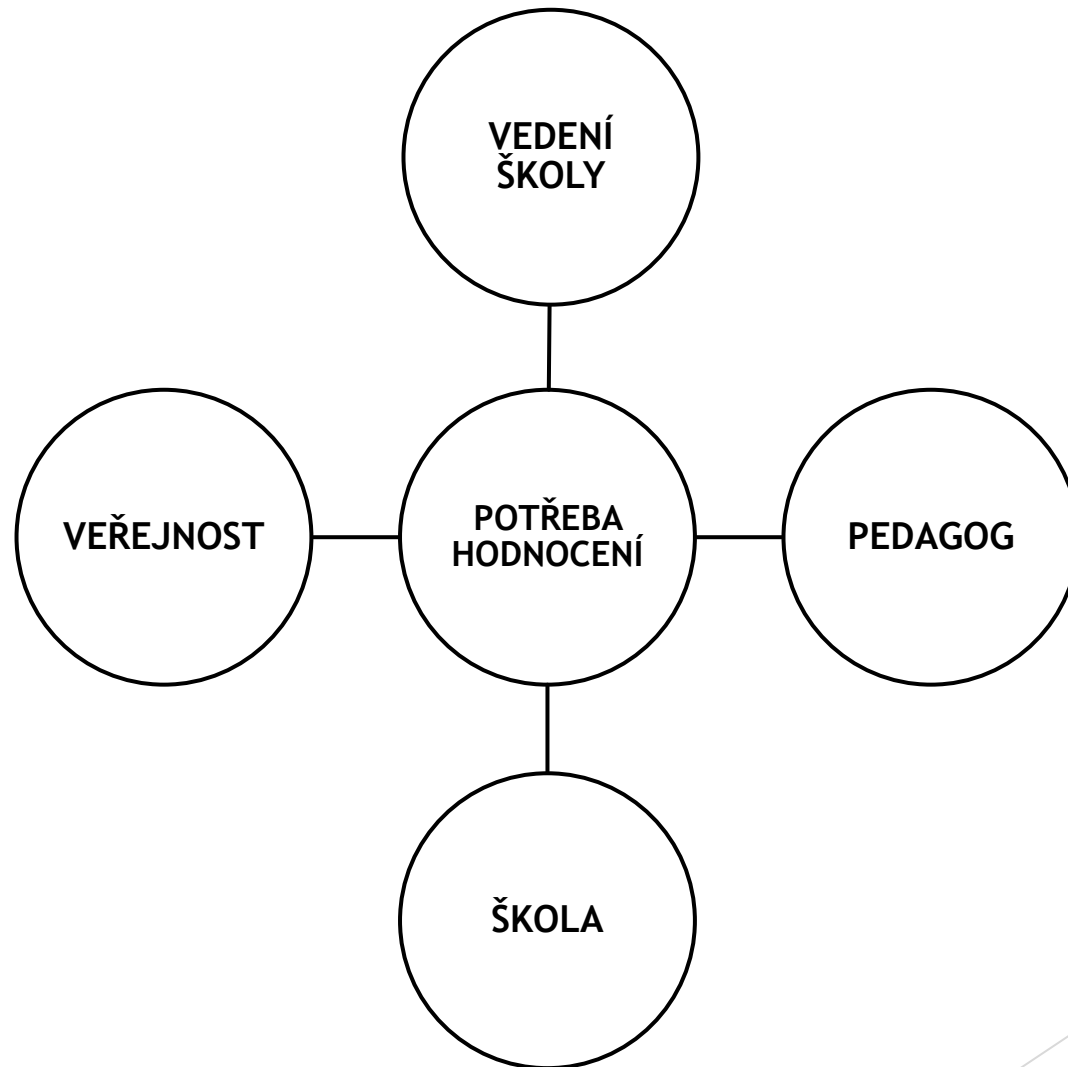 VEDENÍ
ŠKOLY
VEŘEJNOST
POTŘEBA
HODNOCENÍ
PEDAGOG
ŠKOLA